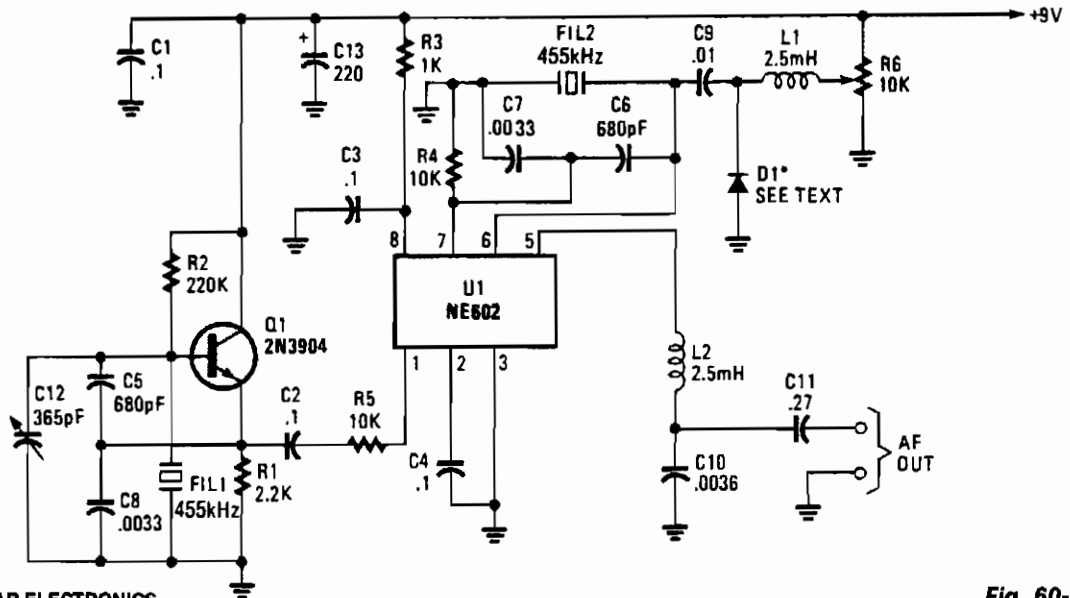 +9V
C1
.1
+
C13
220
R3
1K
FIL2
455kHz
C9
.01
L1
2.5mH
R6
10K
C7
.0033
C6
680pF
R4
10K
C3
.1
D1*
SEE TEXT
8
7
6
5
R2
220K
U1
NE602
Q1
2N3904
1
2
3
L2
2.5mH
C12
365pF
C5
680pF
C2
.1
R5
10K
C11
.27
C4
.1
AF
OUT
C8
.0033
FIL1
455kHz
R1
2.2K
C10
.0036
Fig. 60-